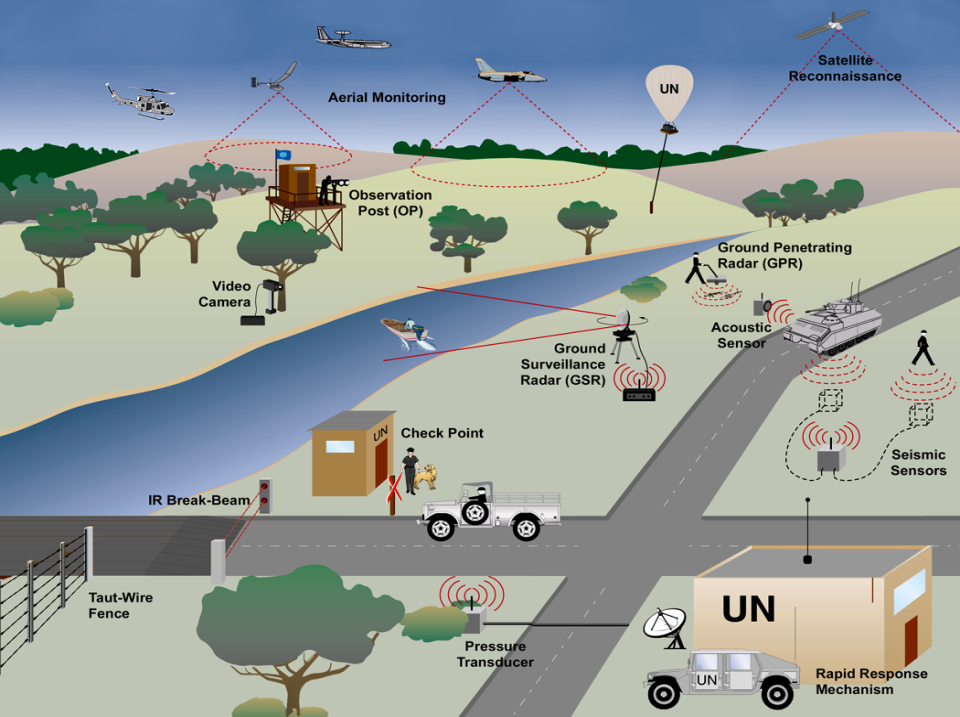 Satellite
Reconnaissance
Aerial Monitoring
UN
Observation
Post (OP)
Ground Penetrating
Radar (GPR)
Video
Camera
Acoustic
Sensor
Ground
Surveillance
Radar (GSR)
UN
Check Point
Seismic
Sensors
IR Break-Beam
Taut-Wire
Fence
UN
Pressure
Transducer
UN
Rapid Response
Mechanism